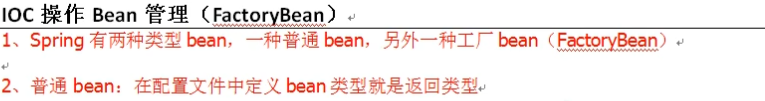 IOC 操作 Bean 管理（FactoryBean）
1、Spring 有两种类型 bean，一种普通 bean，另外一种工厂 bean（FactoryBean）
2、普通 bean：在配置文件中定义 bean 类型就是返回类型